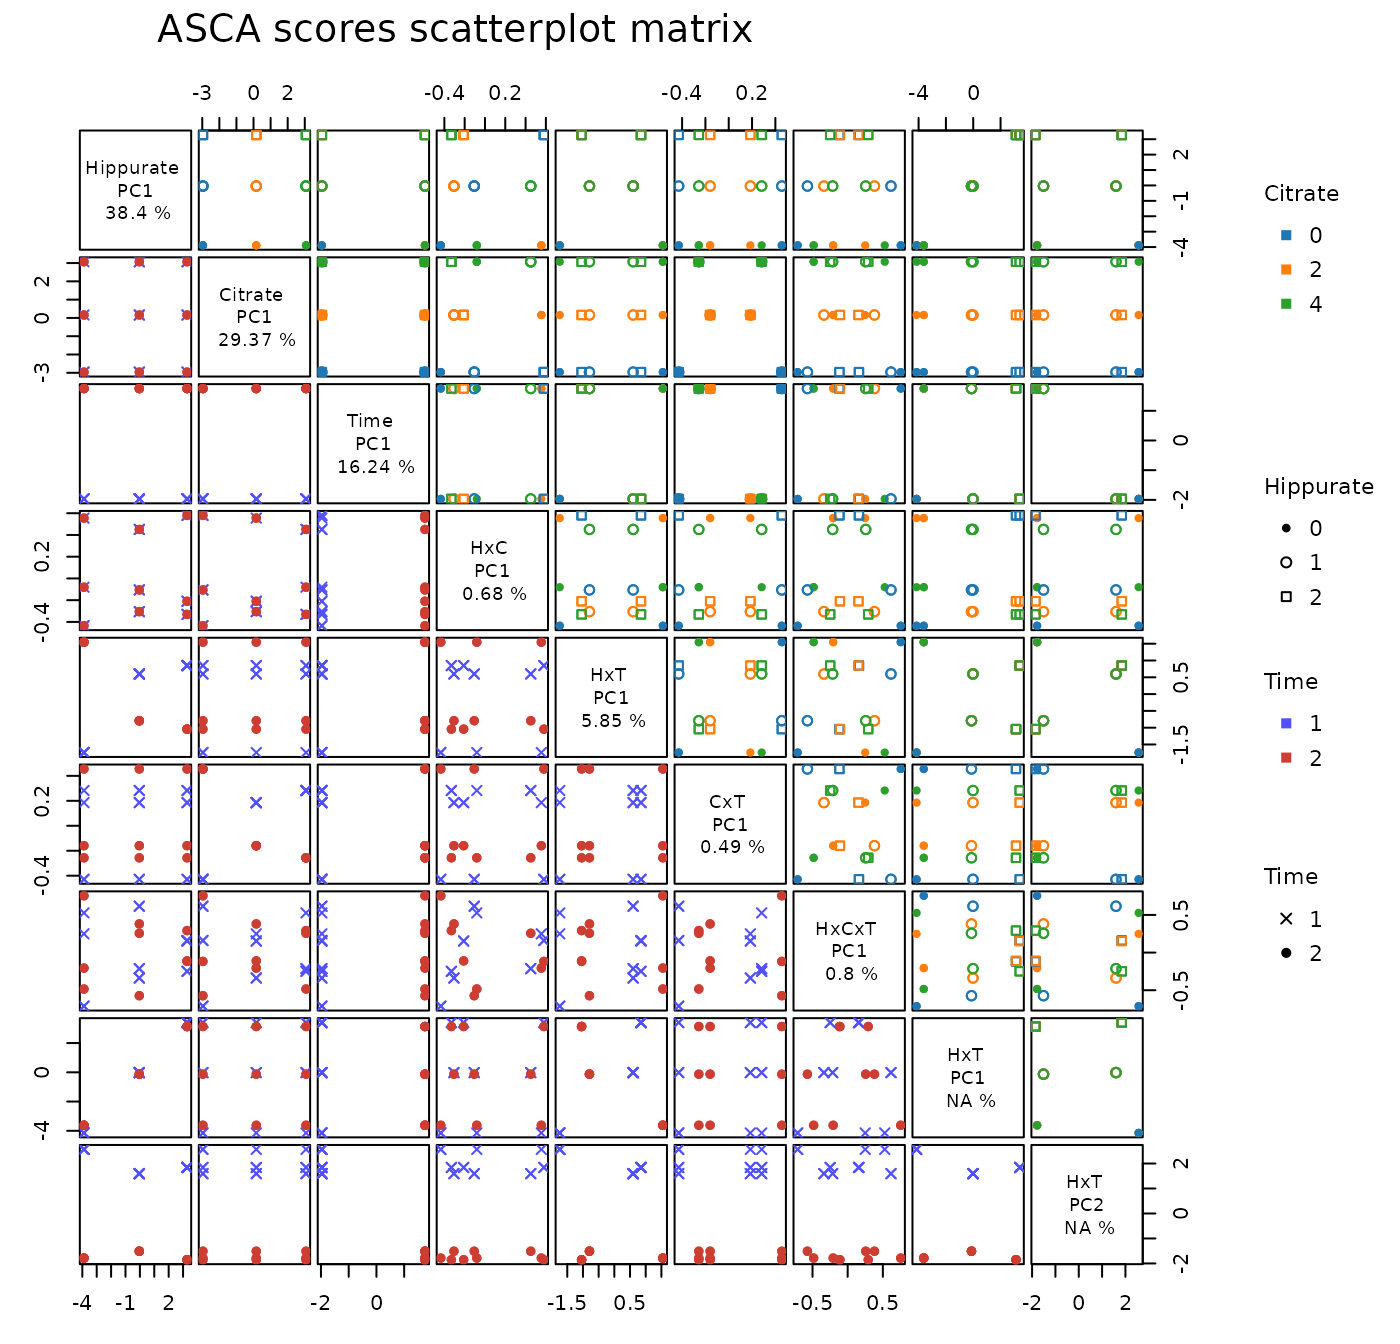 ASCA scores scatterplot matrix
-3 0 2 -0.4 0.2 -0.4 0.2 -4 0
Hippurate
PC1
38.4 %
2
-1
-4
Citrate
0
2
4
2
0
-3
Citrate
PC1
29.37 %
Time
PC1
16.24 %
0
-2
Hippurate
0
1
2
0.2
-0.4
HxC
PC1
0.68 %
HxT
PC1
5.85 %
0.5
-1.5
Time
1
2
0.2
-0.4
CxT
PC1
0.49 %
HxCxT
PC1
0.8 %
0.5
-0.5
Time
1
2
0
-4
HxT
PC1
NA %
HxT
PC2
NA %
2
0
-2
-4 -1 2 -2 0 -1.5 0.5 -0.5 0.5 -2 0 2